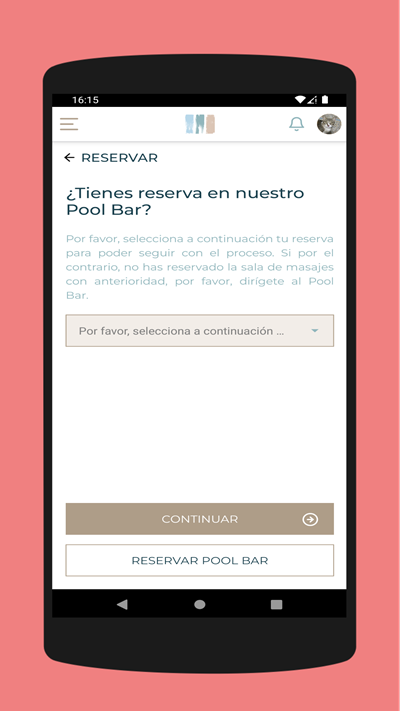 16:15
RESERVAR
¿Tienes reserva en nuestro
Pool Bar?
Por favor, selecciona a continuación tu reserva
para poder seguir con el proceso. Si por el
contrario, no has reservado la sala de masajes
con anterioridad, por favor, dirígete al Pool
Bar.
Por favor, selecciona a continuación ...
CONTINUAR
RESERVAR POOL BAR